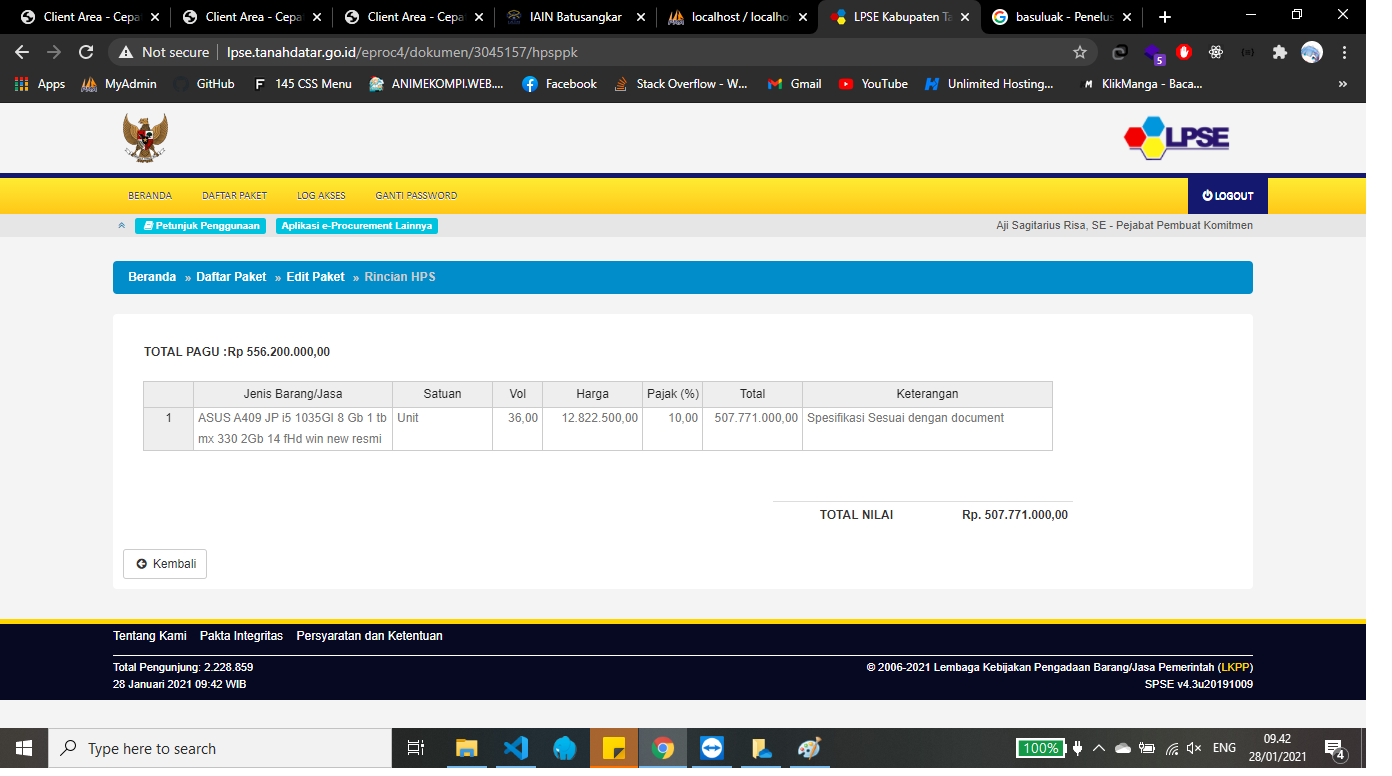 Client Area - Cepa
Client Area - Cepa
Client Area - Cepa
IAIN Batusangkar
localhost / localho
LPSE Kabupaten Ta
basuluak - Penelus
Not secure
lpse.tanahdatar.go.id/eproc4/dokumen/3045157/hpsppk
5
Apps
MyAdmin
GitHub
F 145 CSS Menu
ANIMEKOMPI.WEB....
Facebook
Stack Overflow - W...
Gmail
YouTube
Unlimited Hosting...
KlikManga - Baca...
»
LPSE
BERANDA DAFTAR PAKET LOG AKSES GANTI PASSWORD
LOGOUT
Petunjuk Penggunaan Aplikasi e-Procurement Lainnya
Aji Sagitarius Risa, SE - Pejabat Pembuat Komitmen
Beranda » Daftar Paket » Edit Paket » Rincian HPS
TOTAL PAGU :Rp 556.200.000,00
Jenis Barang/Jasa Satuan Vol Harga Pajak (%) Total Keterangan
1 ASUS A409 JP i5 1035GI 8 Gb 1 tb Unit 36,00 12.822.500,00 10,00 507.771.000,00 Spesifikasi Sesuai dengan document
mx 330 2Gb 14 fHd win new resmi
TOTAL NILAI Rp. 507.771.000,00
Kembali
Tentang Kami Pakta Integritas Persyaratan dan Ketentuan
Total Pengunjung: 2.228.859
28 Januari 2021 09:42 WIB
© 2006-2021 Lembaga Kebijakan Pengadaan Barang/Jasa Pemerintah (LKPP)
SPSE v4.3u20191009
Type here to search
100%
ENG
09.42
28/01/2021
4